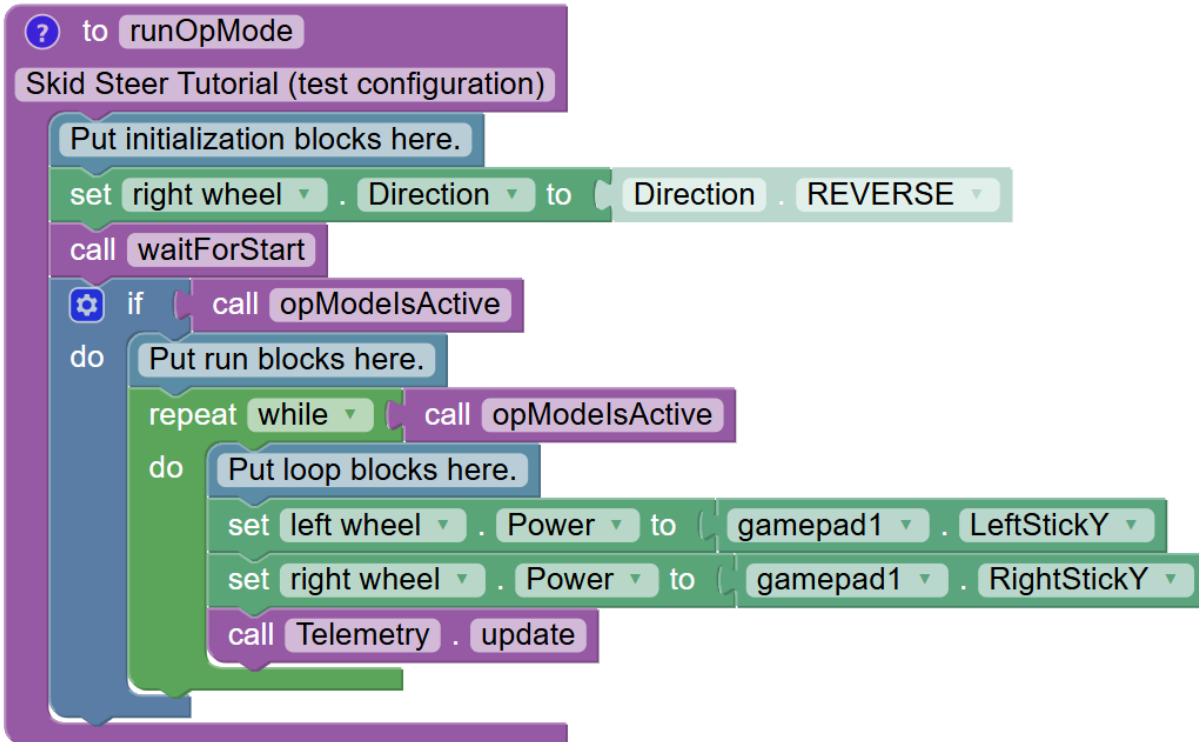 ? to runOpMode
Skid Steer Tutorial (test configuration)
Put initialization blocks here.
set right wheel . Direction to Direction . REVERSE
call waitForStart
if call opModeIsActive
do Put run blocks here.
repeat while call opModeIsActive
do Put loop blocks here.
set left wheel . Power to gamepad1 . LeftStickY
set right wheel . Power to gamepad1 . RightStickY
call Telemetry . update